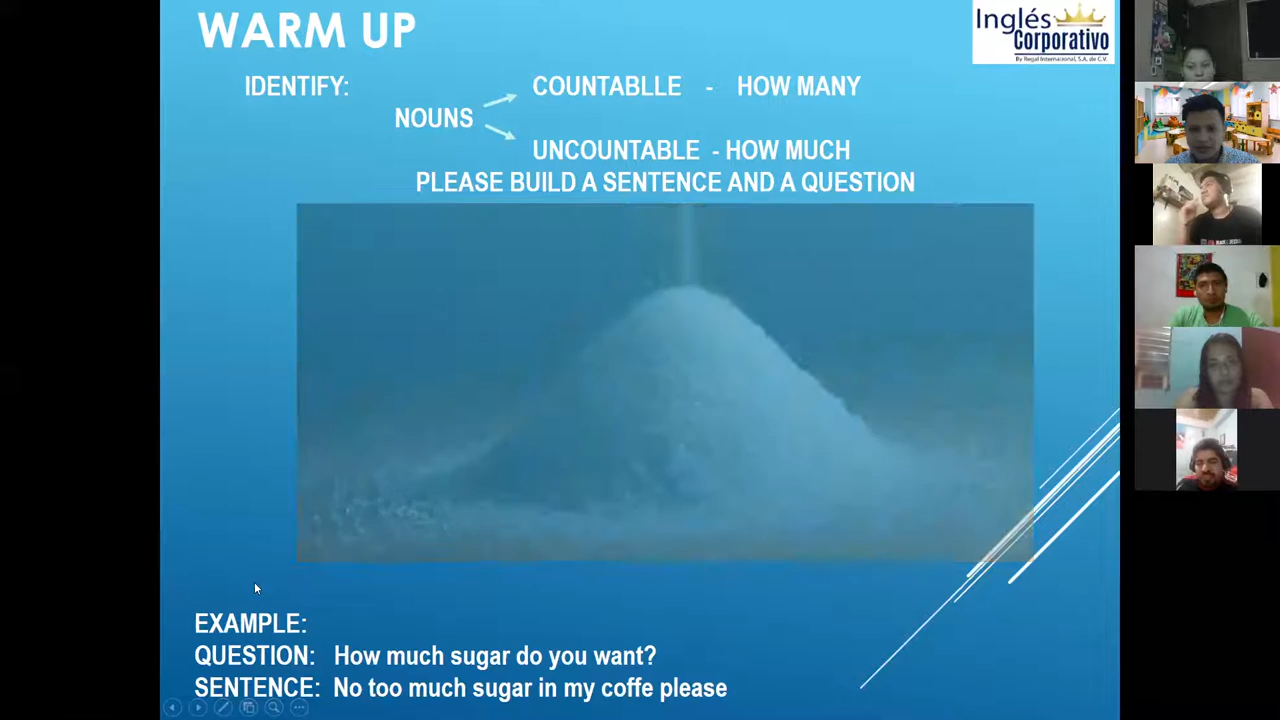 WARM UP
Inglés
Corporativo
By Regal Internacional, S.A. de C.V.
IDENTIFY:
COUNTABLLE - HOW MANY
NOUNS
UNCOUNTABLE - HOW MUCH
PLEASE BUILD A SENTENCE AND A QUESTION
EXAMPLE:
QUESTION: How much sugar do you want?
SENTENCE: No too much sugar in my coffe please